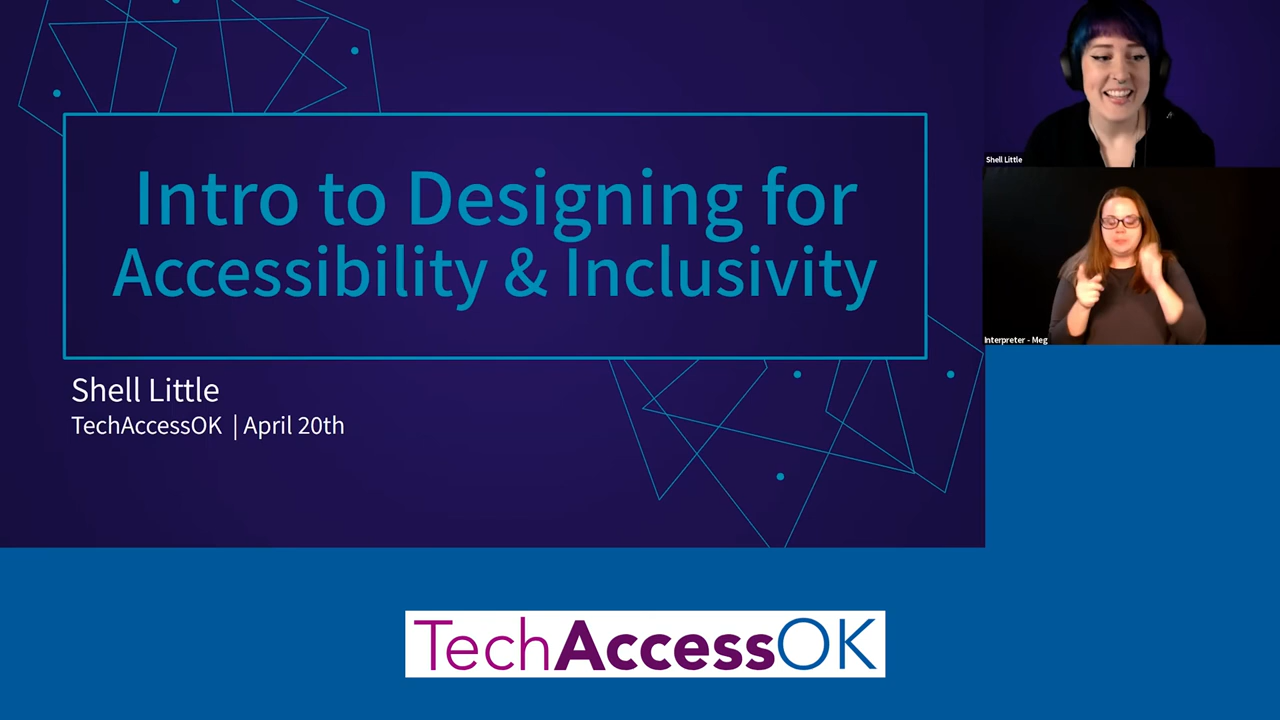 Intro to Designing for
Accessibility & Inclusivity
Shell Little
TechAccessOK | April 20th
Shell Little
Interpreter - Meg
TechAccessOK